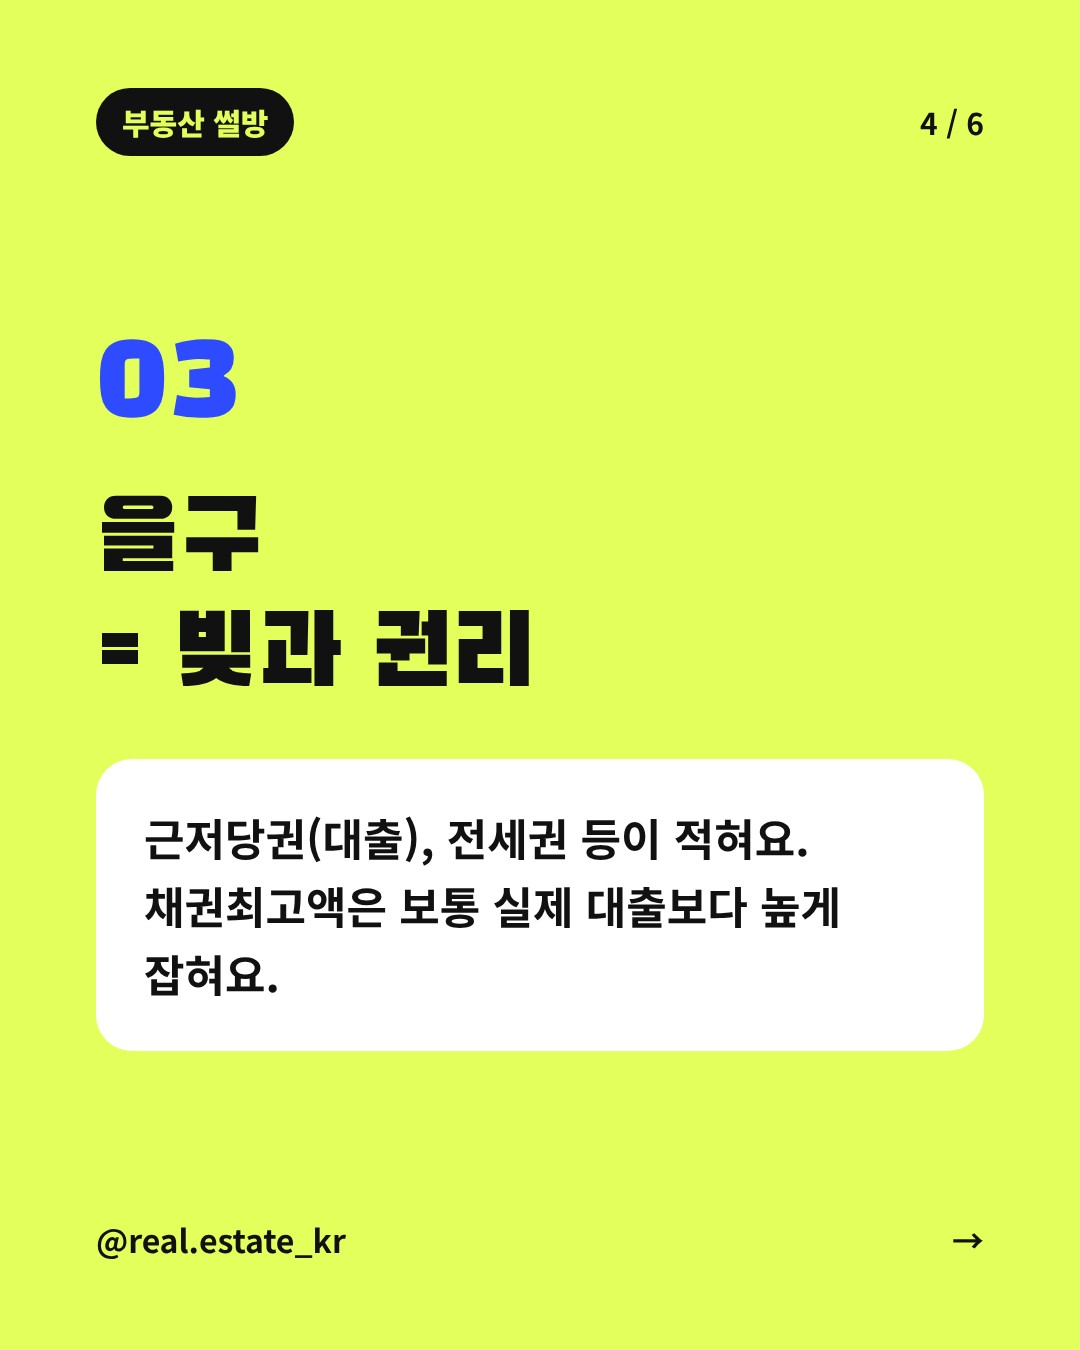 부동산 썰방
4 / 6
03
을구
= 빚과 권리
근저당권(대출), 전세권 등이 적혀요.
채권최고액은 보통 실제 대출보다 높게
잡혀요.
@real.estate_kr
→